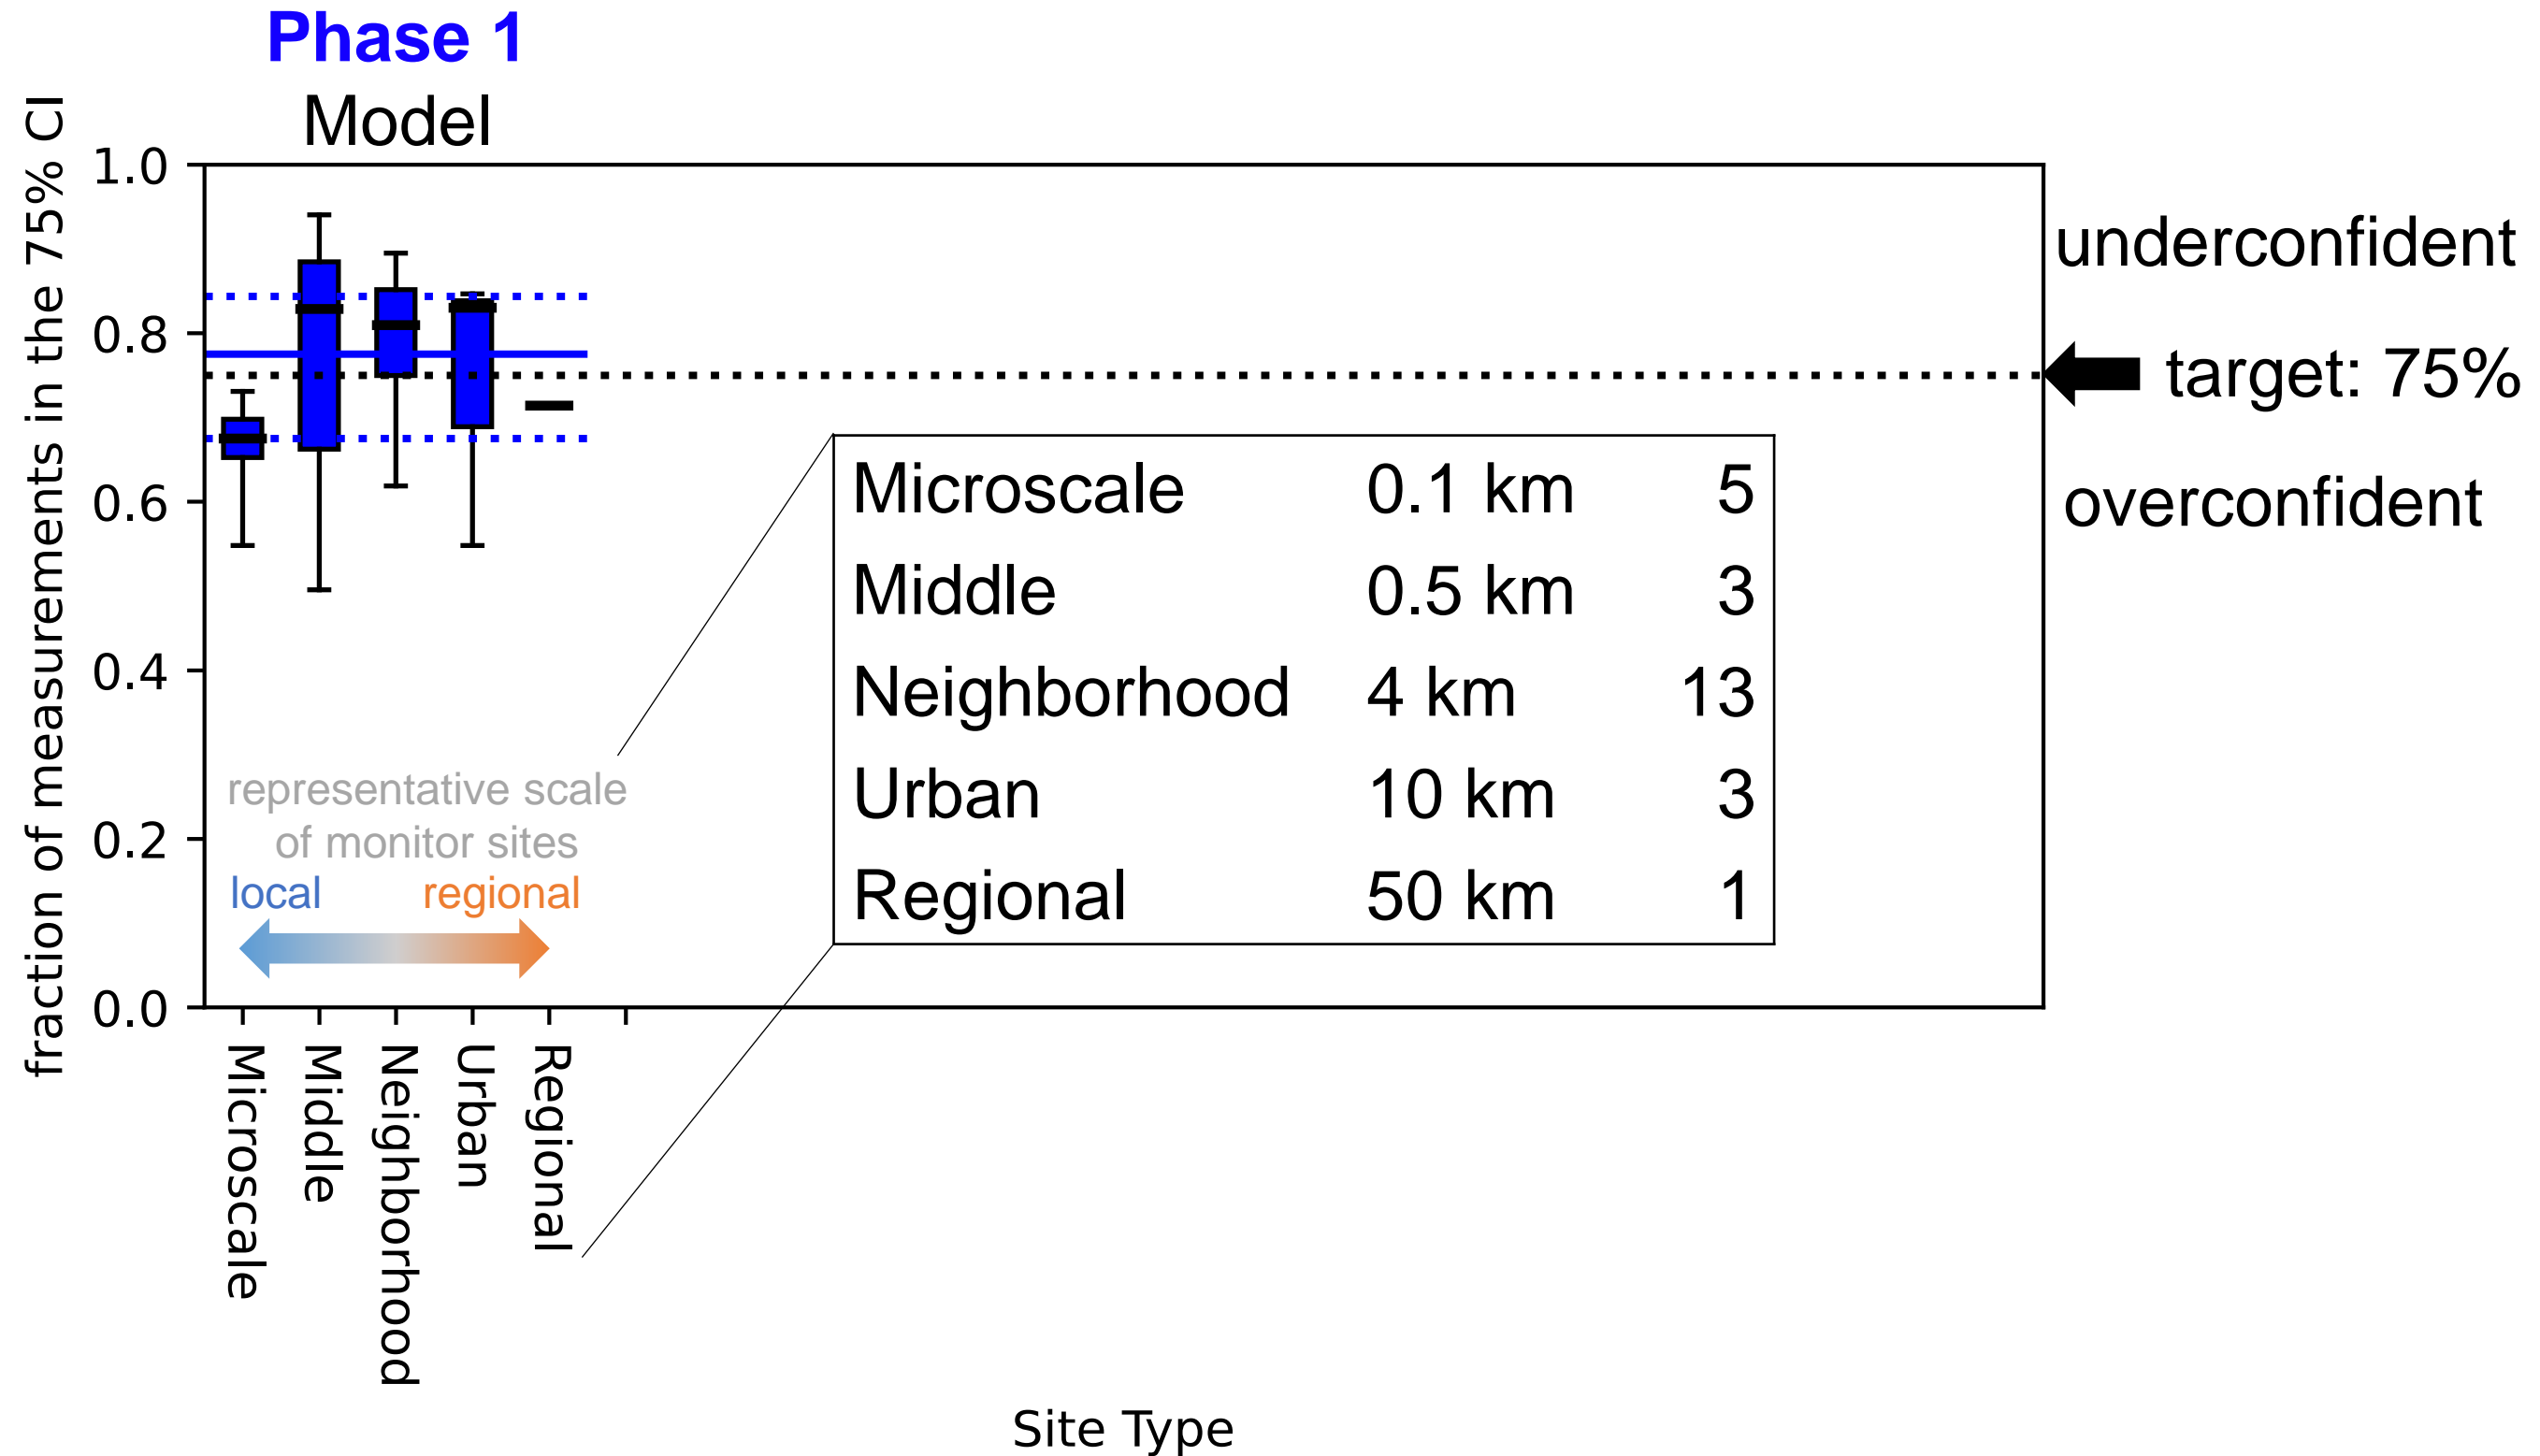 Phase 1
Model
fraction of measurements in the 75% CI
1.0
0.8
0.6
0.4
0.2
0.0
underconfident
target: 75%
overconfident
Microscale 0.1 km 5
Middle 0.5 km 3
Neighborhood 4 km 13
Urban 10 km 3
Regional 50 km 1
representative scale
of monitor sites
local regional
Microscale
Middle
Neighborhood
Urban
Regional
Site Type